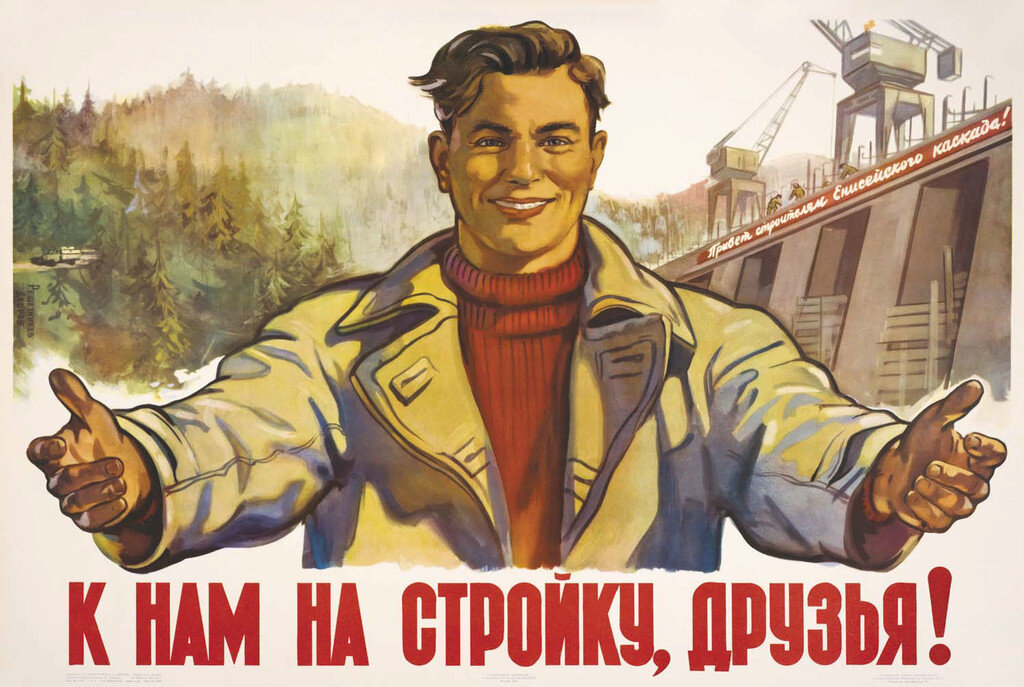 Привет строителям Енисейского каскада!
К НАМ НА СТРОЙКУ, ДРУЗЬЯ!